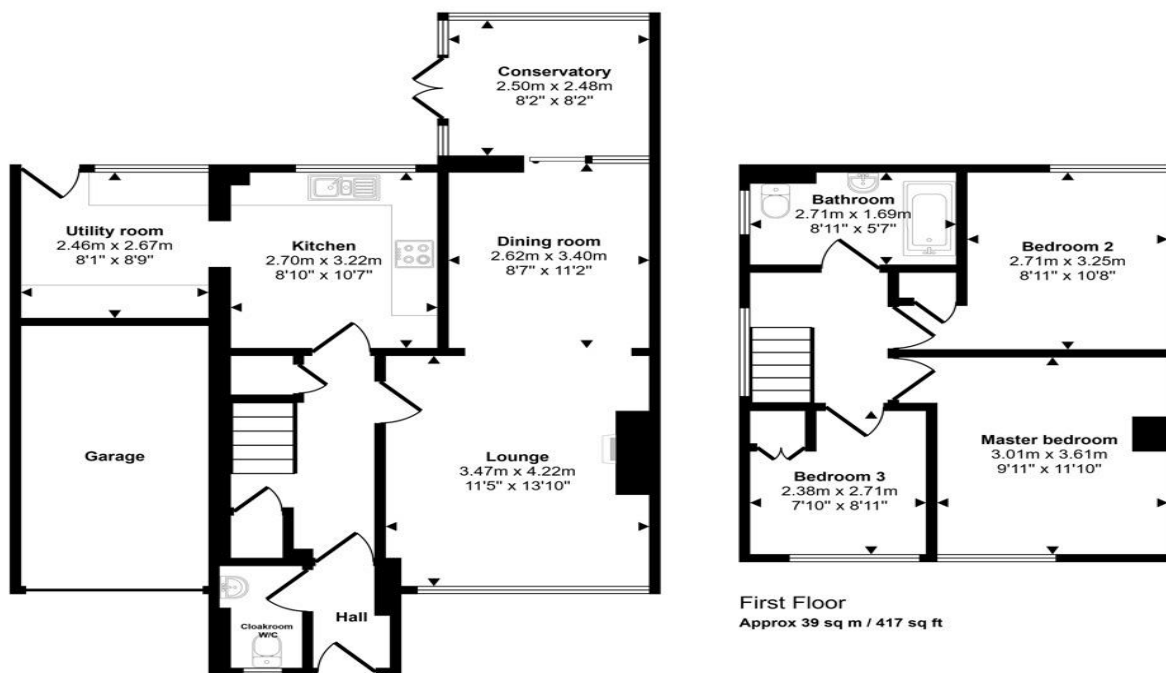 Conservatory
2.50m x 2.48m
8'2" x 8'2"
Utility room
2.46m x 2.67m
8'1" x 8'9"
Kitchen
2.70m x 3.22m
8'10" x 10'7"
Dining room
2.62m x 3.40m
8'7" x 11'2"
Garage
Lounge
3.47m x 4.22m
11'5" x 13'10"
Hall
Cloakroom
W/C
Bathroom
2.71m x 1.69m
8'11" x 5'7"
Bedroom 2
2.71m x 3.25m
8'11" x 10'8"
Bedroom 3
2.38m x 2.71m
7'10" x 8'11"
Master bedroom
3.01m x 3.61m
9'11" x 11'10"
First Floor
Approx 39 sq m / 417 sq ft